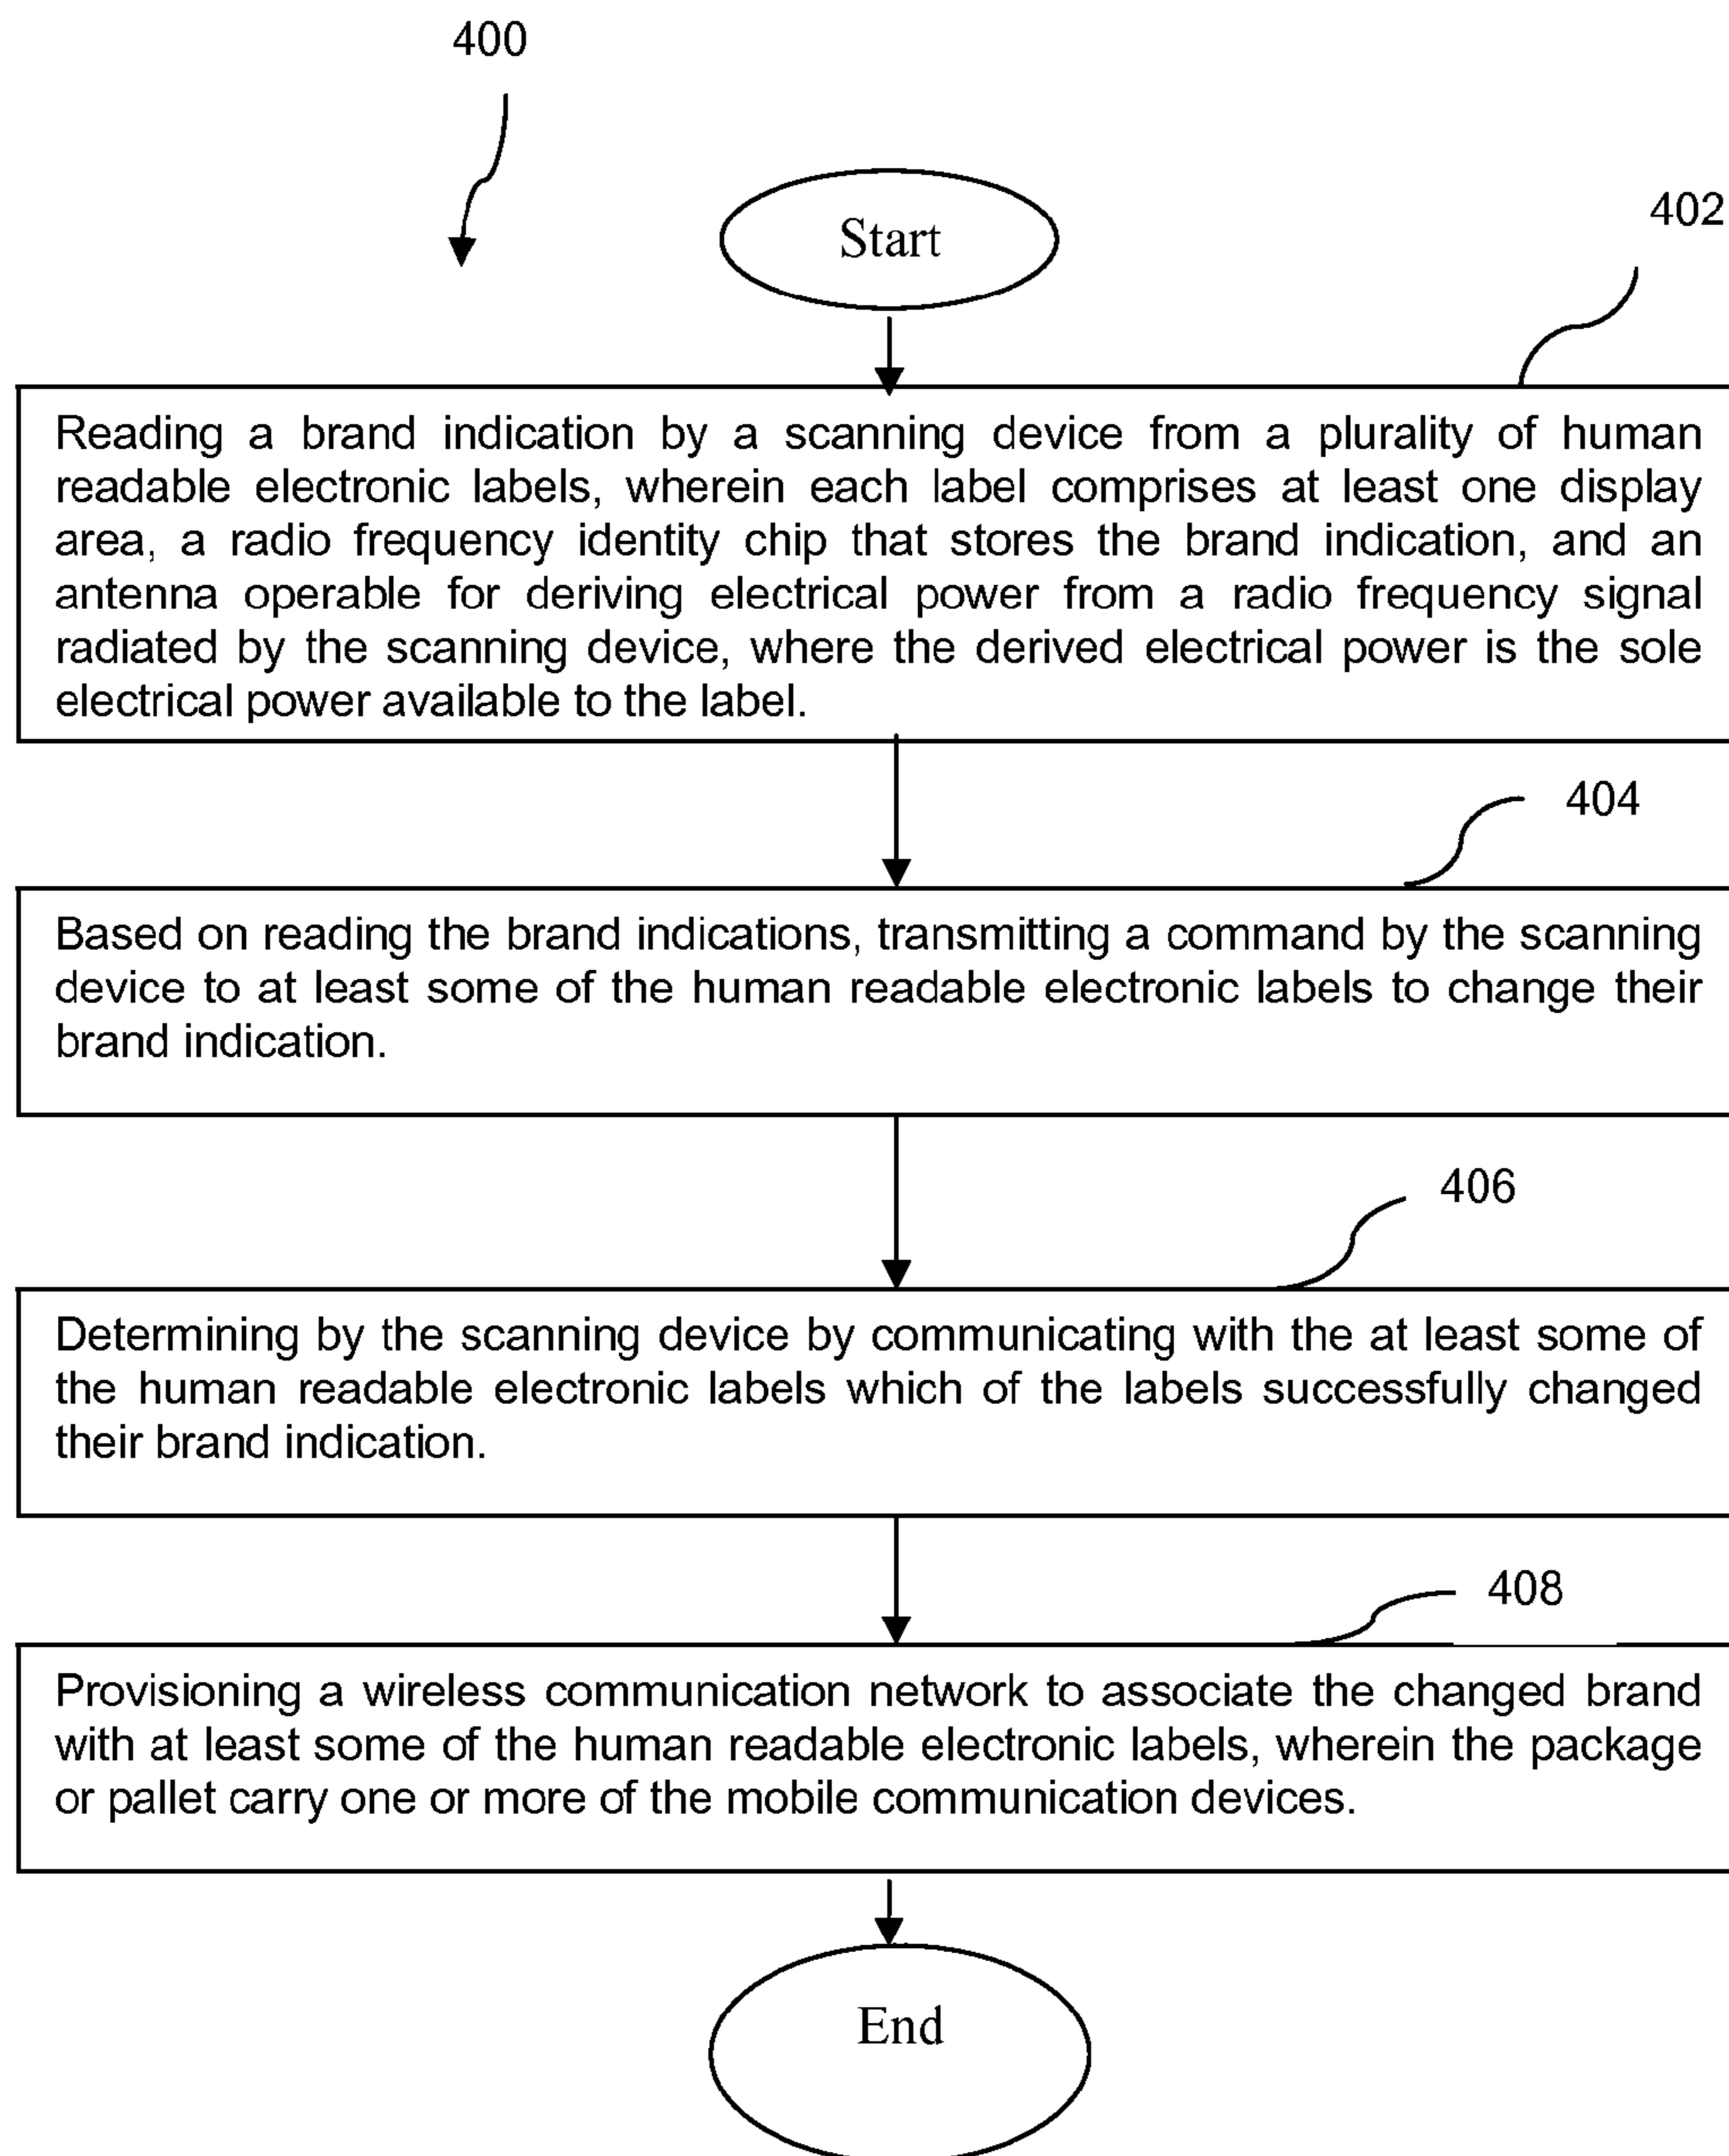 400
Start
402
Reading a brand indication by a scanning device from a plurality of human
readable electronic labels, wherein each label comprises at least one display
area, a radio frequency identity chip that stores the brand indication, and an
antenna operable for deriving electrical power from a radio frequency signal
radiated by the scanning device, where the derived electrical power is the sole
electrical power available to the label.
404
Based on reading the brand indications, transmitting a command by the scanning
device to at least some of the human readable electronic labels to change their
brand indication.
406
Determining by the scanning device by communicating with the at least some of
the human readable electronic labels which of the labels successfully changed
their brand indication.
408
Provisioning a wireless communication network to associate the changed brand
with at least some of the human readable electronic labels, wherein the package
or pallet carry one or more of the mobile communication devices.
End